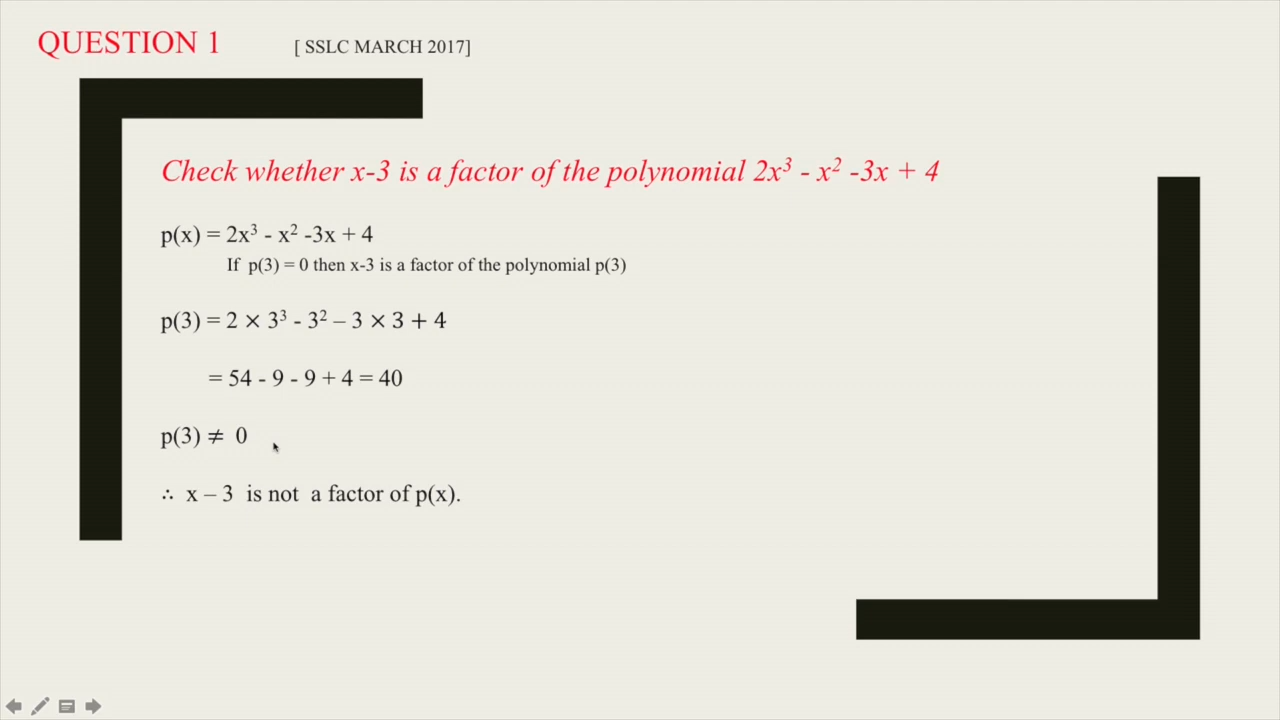 QUESTION 1 [ SSLC MARCH 2017]
Check whether x-3 is a factor of the polynomial 2x³ - x² -3x + 4
p(x) = 2x³ - x² -3x + 4
If p(3) = 0 then x-3 is a factor of the polynomial p(3)
p(3) = 2 × 3³ - 3² – 3 × 3 + 4
= 54 - 9 - 9 + 4 = 40
p(3) ≠ 0
∴ x – 3 is not a factor of p(x).